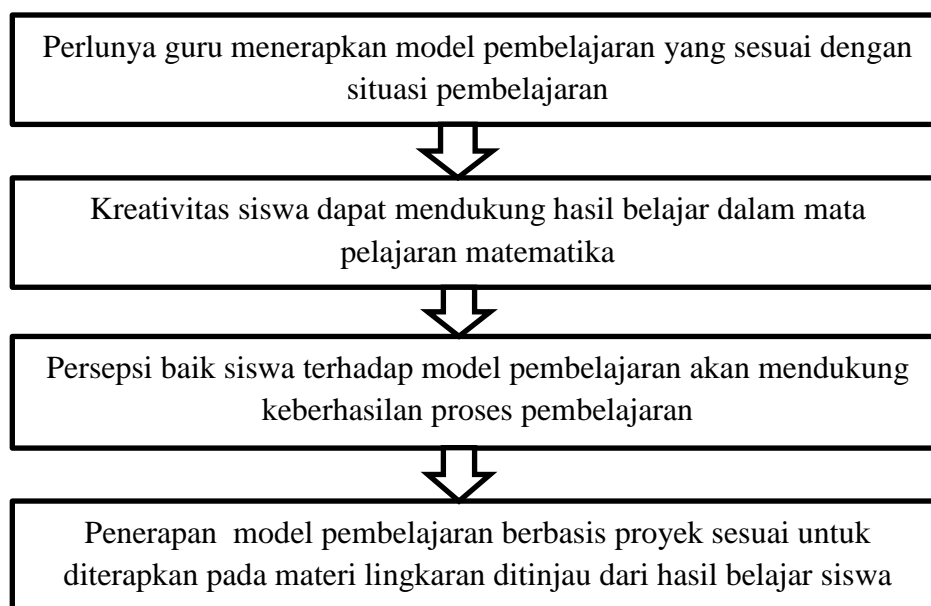 Perlunya guru menerapkan model pembelajaran yang sesuai dengan
situasi pembelajaran
Kreativitas siswa dapat mendukung hasil belajar dalam mata
pelajaran matematika
Persepsi baik siswa terhadap model pembelajaran akan mendukung
keberhasilan proses pembelajaran
Penerapan  model pembelajaran berbasis proyek sesuai untuk
diterapkan pada materi lingkaran ditinjau dari hasil belajar siswa